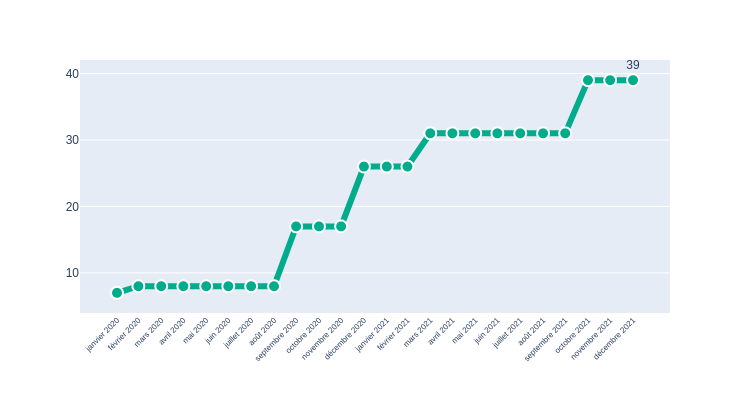 39
40
30
20
10
janvier 2020
février 2020
mars 2020
avril 2020
mai 2020
juin 2020
juillet 2020
août 2020
septembre 2020
octobre 2020
novembre 2020
décembre 2020
janvier 2021
février 2021
mars 2021
avril 2021
mai 2021
juin 2021
juillet 2021
août 2021
septembre 2021
octobre 2021
novembre 2021
décembre 2021